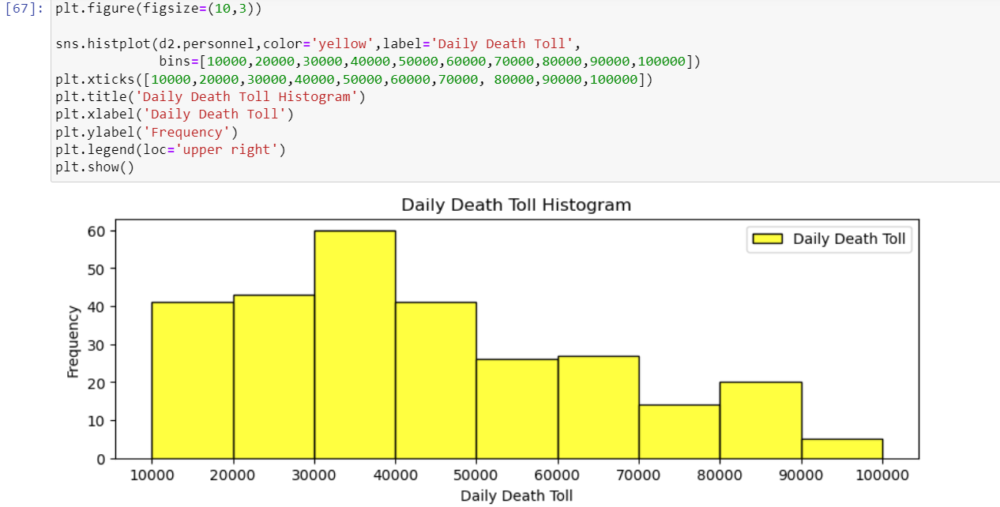 [67]: plt.figure(figsize=(10,3))
sns.histplot(d2.personnel,color='yellow',label='Daily Death Toll',
bins=[10000,20000,30000,40000,50000,60000,70000,80000,90000,100000])
plt.xticks([10000,20000,30000,40000,50000,60000,70000, 80000,90000,100000])
plt.title('Daily Death Toll Histogram')
plt.xlabel('Daily Death Toll')
plt.ylabel('Frequency')
plt.legend(loc='upper right')
plt.show()
Daily Death Toll Histogram
Daily Death Toll
60
50
40
30
20
10
0
Frequency
10000 20000 30000 40000 50000 60000 70000 80000 90000 100000
Daily Death Toll